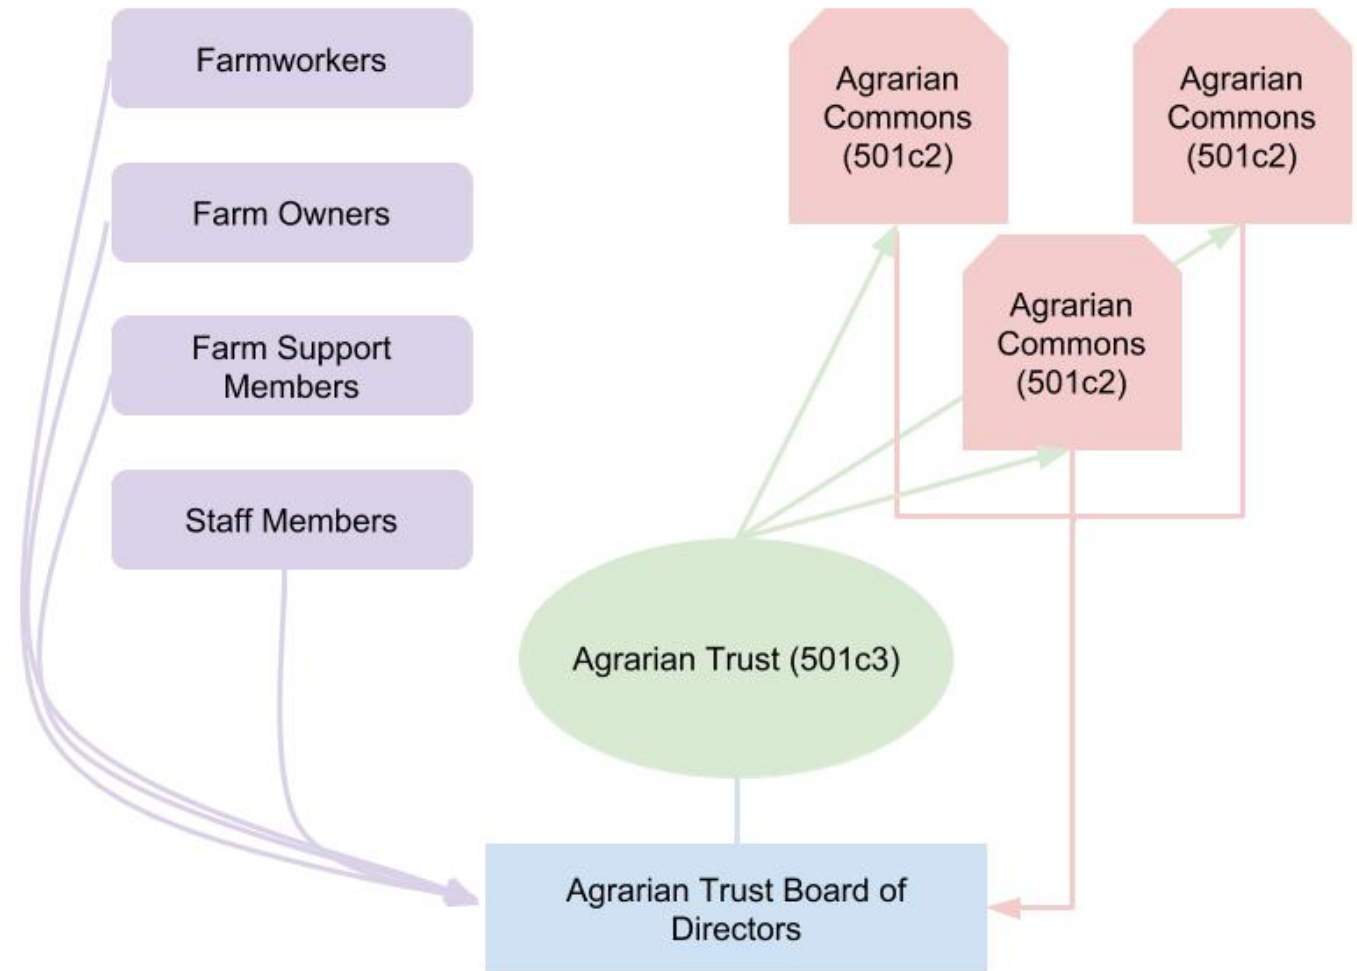 Farmworkers
Farm Owners
Farm Support
Members
Staff Members
Agrarian
Commons
(501c2)
Agrarian
Commons
(501c2)
Agrarian
Commons
(501c2)
Agrarian Trust (501c3)
Agrarian Trust Board of
Directors